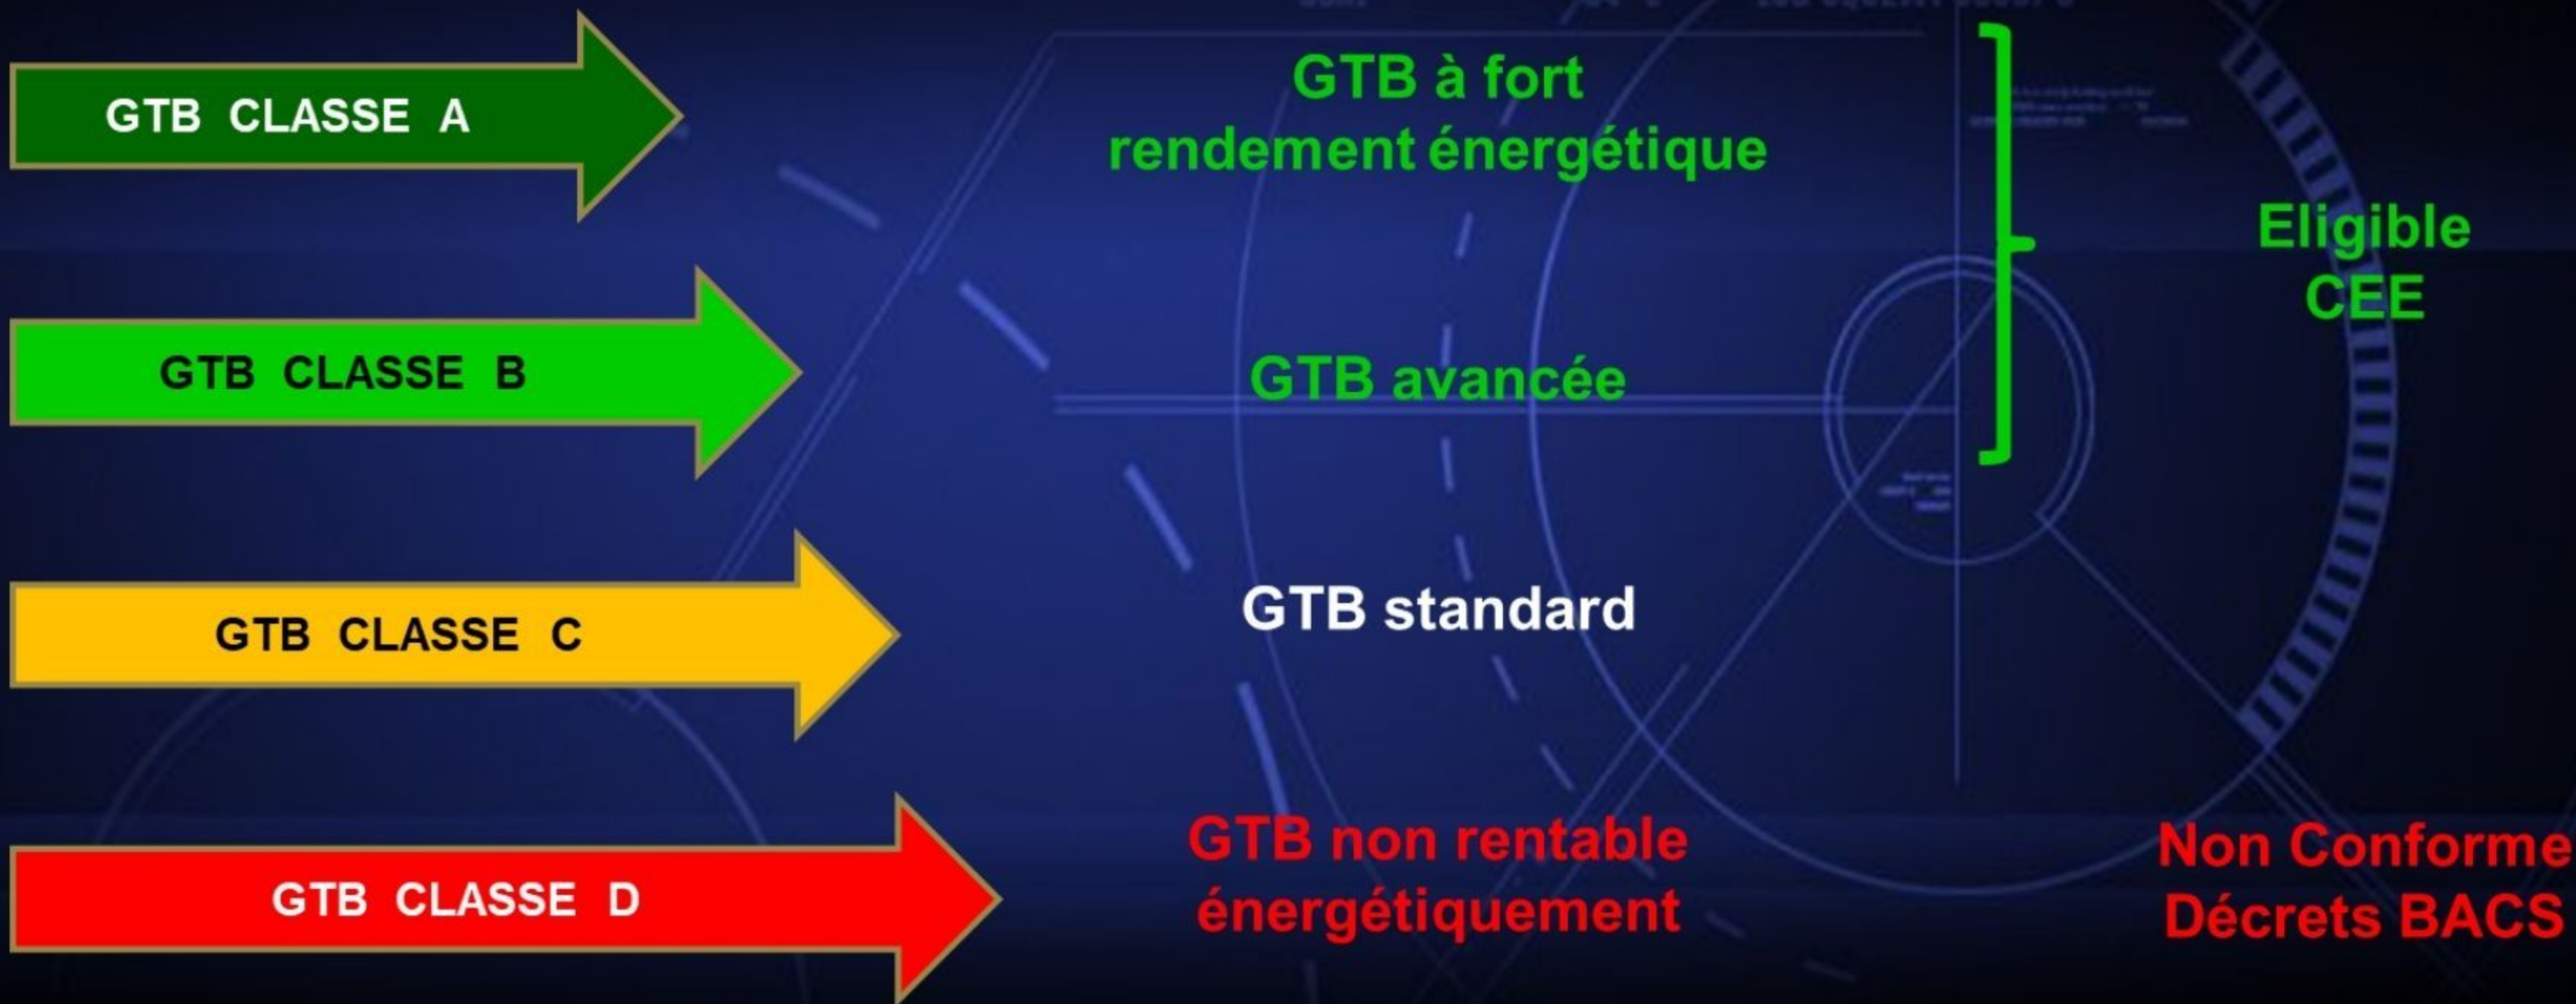 GTB CLASSE A
GTB à fort
rendement énergétique
Eligible
CEE
GTB CLASSE B
GTB avancée
GTB CLASSE C
GTB standard
GTB CLASSE D
GTB non rentable
énergétiquement
Non Conforme
Décrets BACS